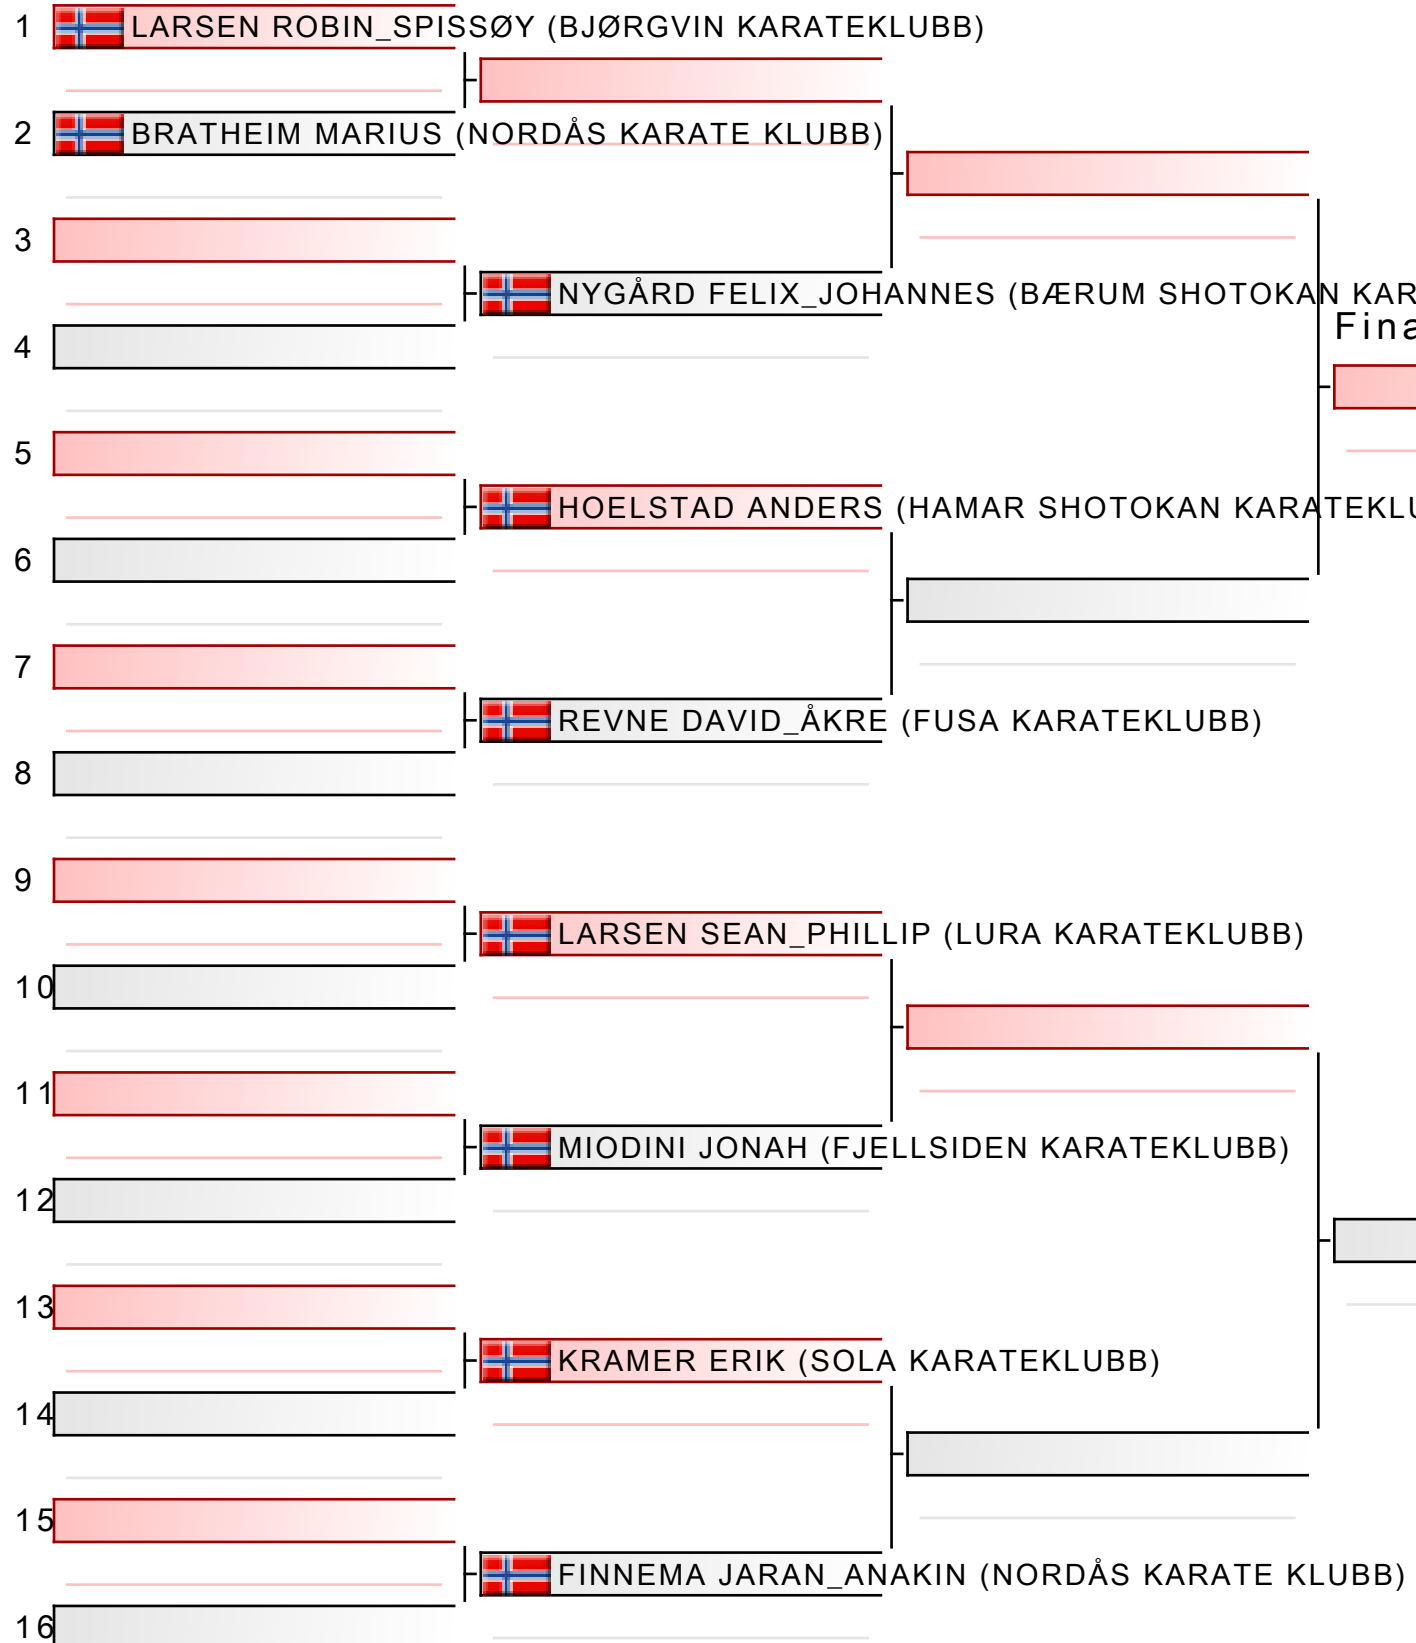 1 LARSEN ROBIN_SPISSØY (BJØRGVIN KARATEKLUBB)
2 BRATHEIM MARIUS (NORDÅS KARATE KLUBB)
3
NYGÅRD FELIX_JOHANNES (BÆRUM SHOTOKAN KAR
Fina
4
5
HOELSTAD ANDERS (HAMAR SHOTOKAN KARATEKLU
6
7
REVNE DAVID_ÅKRE (FUSA KARATEKLUBB)
8
9
LARSEN SEAN_PHILLIP (LURA KARATEKLUBB)
10
11
MIODINI JONAH (FJELLSIDEN KARATEKLUBB)
12
13
KRAMER ERIK (SOLA KARATEKLUBB)
14
15
FINNEMA JARAN_ANAKIN (NORDÅS KARATE KLUBB)
16